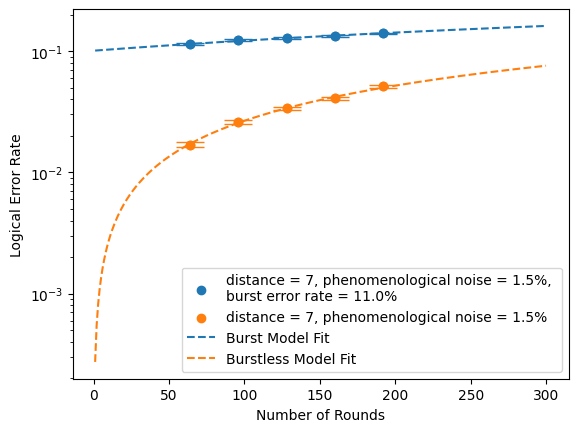 Logical Error Rate
10⁻¹
10⁻²
10⁻³
distance = 7, phenomenological noise = 1.5%,
burst error rate = 11.0%
distance = 7, phenomenological noise = 1.5%
Burst Model Fit
Burstless Model Fit
0 50 100 150 200 250 300
Number of Rounds